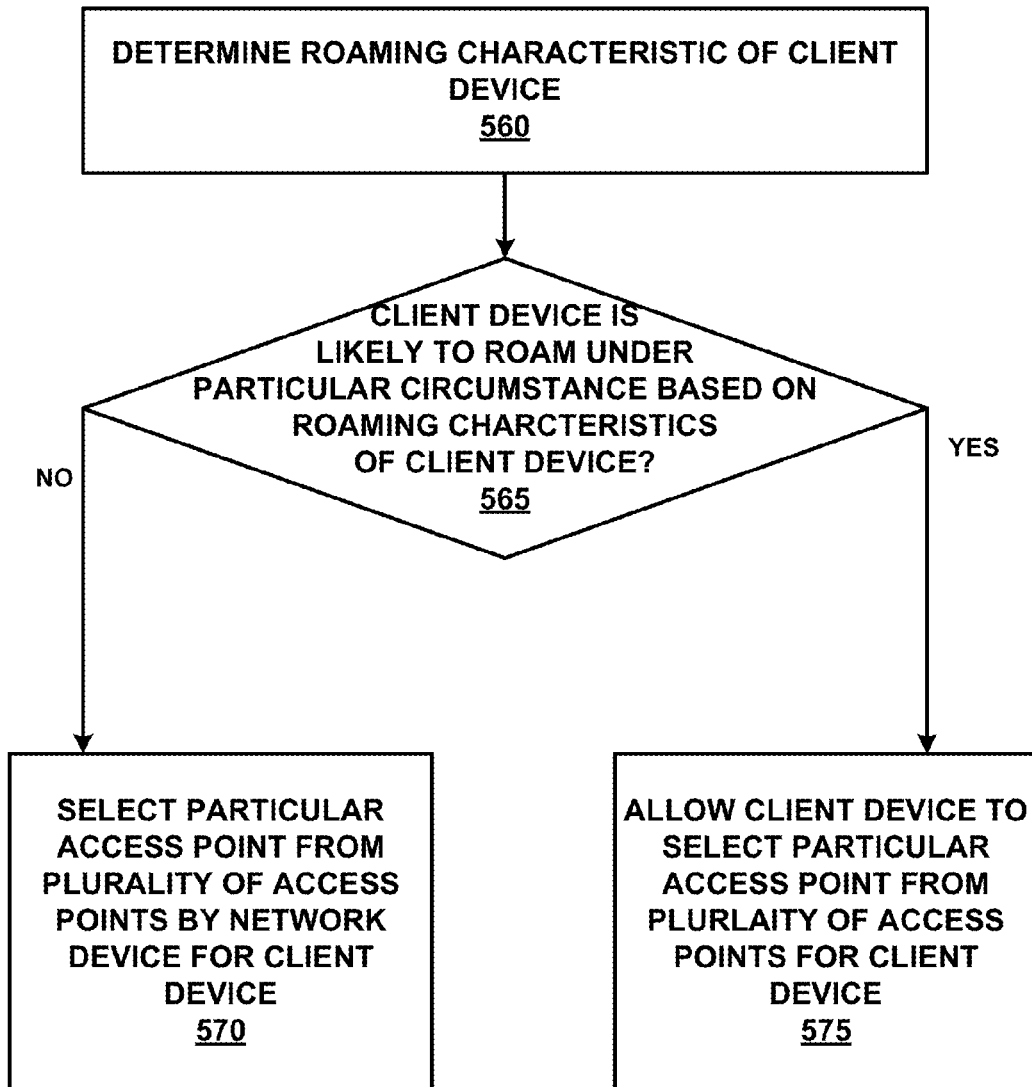 DETERMINE ROAMING CHARACTERISTIC OF CLIENT
DEVICE
560
CLIENT DEVICE IS
LIKELY TO ROAM UNDER
PARTICULAR CIRCUMSTANCE BASED ON
ROAMING CHARCTERISTICS
OF CLIENT DEVICE?
565
NO
YES
SELECT PARTICULAR
ACCESS POINT FROM
PLURALITY OF ACCESS
POINTS BY NETWORK
DEVICE FOR CLIENT
DEVICE
570
ALLOW CLIENT DEVICE TO
SELECT PARTICULAR
ACCESS POINT FROM
PLURLAITY OF ACCESS
POINTS FOR CLIENT
DEVICE
575